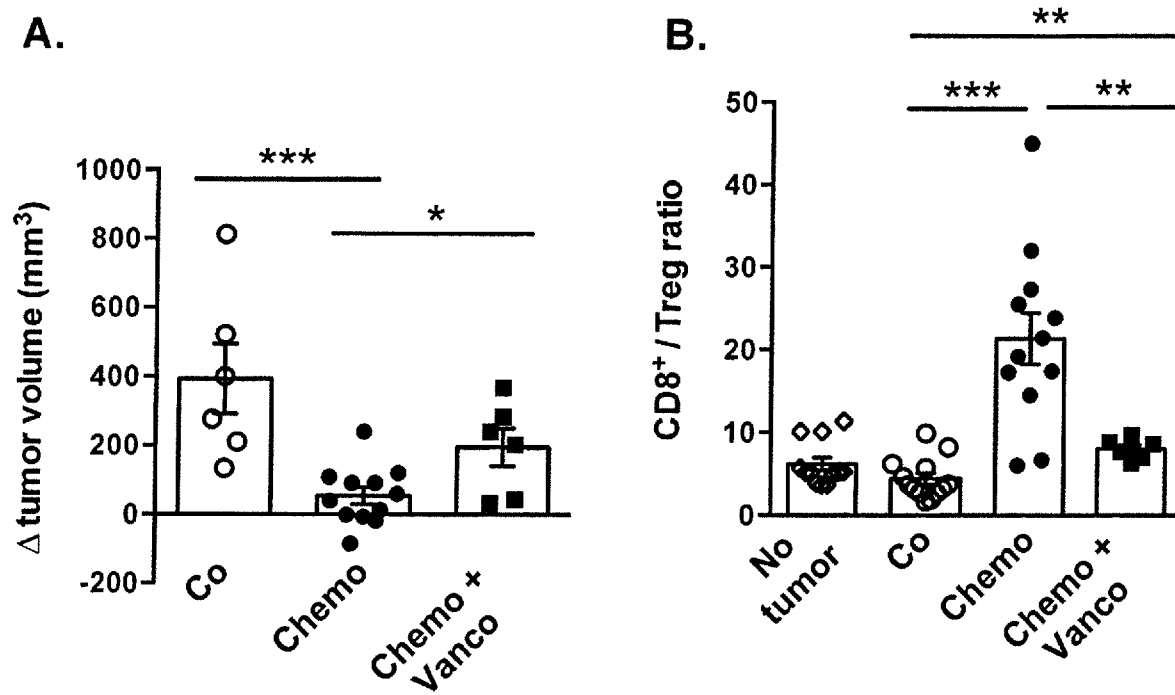 A.
Δ tumor volume (mm³)
1000
800
600
400
200
0
-200
***
*
Co
Chemo
Chemo +
Vanco
B.
CD8⁺ / Treg ratio
50
40
30
20
10
0
**
***
**
No
tumor
Co
Chemo
Chemo +
Vanco